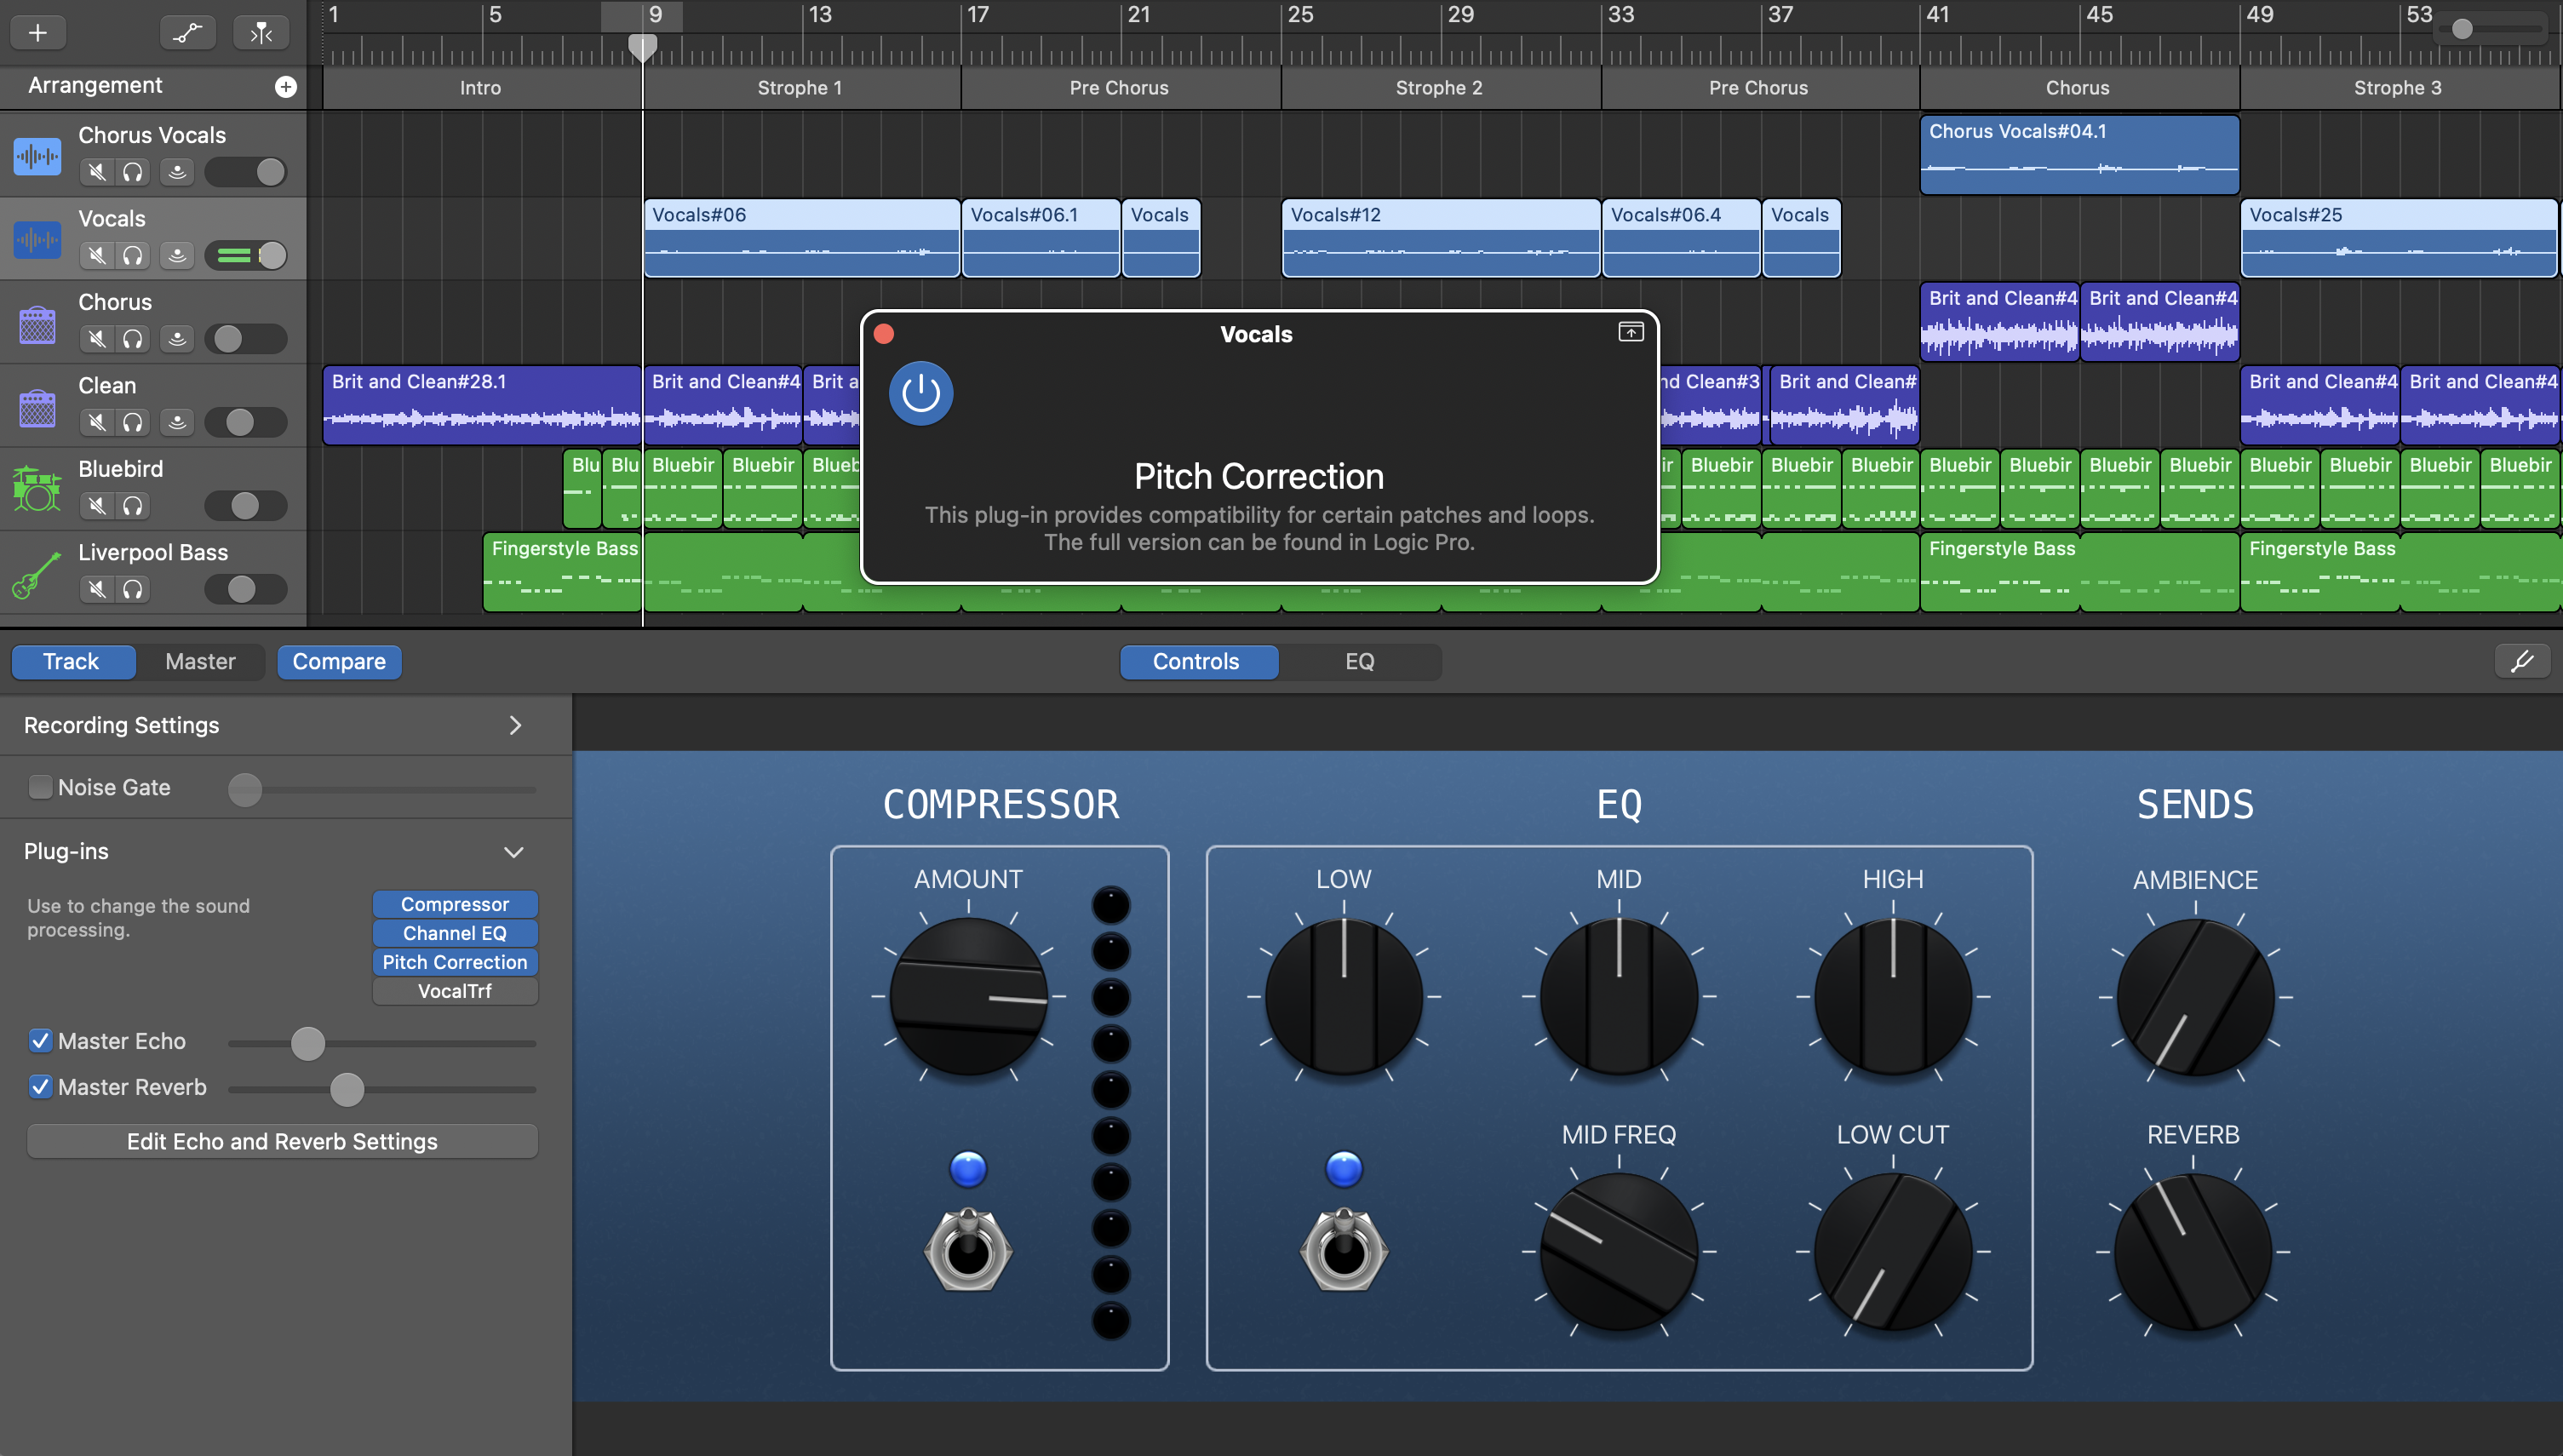 1 5 9 13 17 21 25 29 33 37 41 45 49 53
Arrangement
Intro Strophe 1 Pre Chorus Strophe 2 Pre Chorus Chorus Strophe 3
Chorus Vocals
Chorus Vocals#04.1
Vocals
Vocals#06 Vocals#06.1 Vocals Vocals#12 Vocals#06.4 Vocals Vocals#25
Chorus
Brit and Clean#4 Brit and Clean#4
Clean
Brit and Clean#28.1 Brit and Clean#4 Brit a nd Clean#3 Brit and Clean# Brit and Clean#4 Brit and Clean#4
Bluebird
Blu Blu Bluebir Bluebir Blueb ir Bluebir Bluebir Bluebir Bluebir Bluebir Bluebir Bluebir Bluebir Bluebir Bluebir Bluebir
Liverpool Bass
Fingerstyle Bass Fingerstyle Bass Fingerstyle Bass
Vocals
Pitch Correction
This plug-in provides compatibility for certain patches and loops.
The full version can be found in Logic Pro.
Track Master Compare Controls EQ
Recording Settings
Noise Gate
Plug-ins
Use to change the sound
processing.
Compressor
Channel EQ
Pitch Correction
VocalTrf
Master Echo
Master Reverb
Edit Echo and Reverb Settings
COMPRESSOR EQ SENDS
AMOUNT LOW MID HIGH AMBIENCE
MID FREQ LOW CUT REVERB